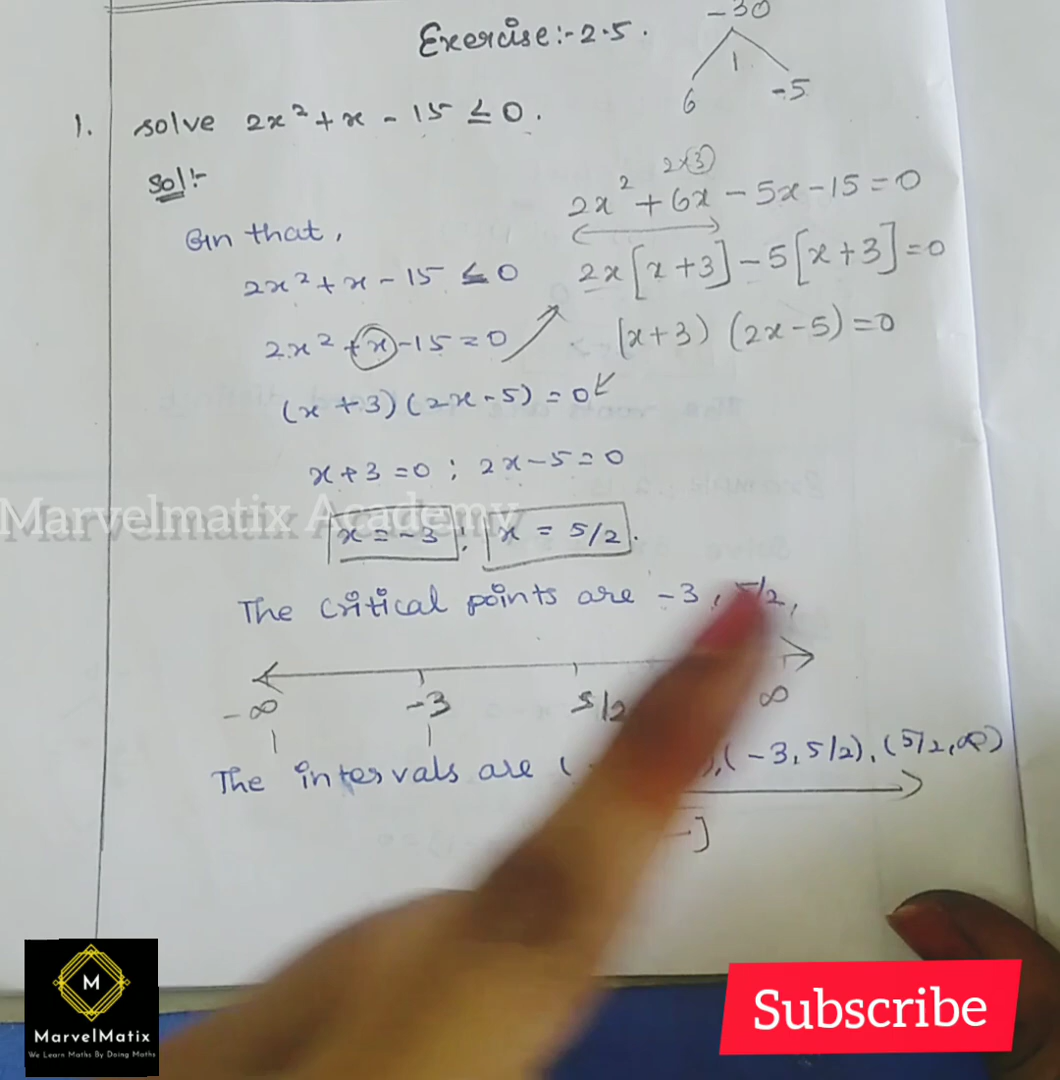 Exercise:- 2.5.
-30
1
6 -5
1. solve 2x² + x - 15 ≤ 0.
Sol:-
2x(3)
2x² + 6x - 5x - 15 = 0
Gn that,
2x² + x - 15 ≤ 0
2x[x + 3] - 5[x + 3] = 0
2x² + x - 15 = 0
(x + 3) (2x - 5) = 0
(x + 3)(2x - 5) = 0
x + 3 = 0 ; 2x - 5 = 0
Marvelmatix Academy
x = -3 ; x = 5/2.
The critical points are -3, 5/2,
-∞ -3 5/2 ∞
The intervals are ( ), (-3, 5/2), (5/2, ∞)
M
MarvelMatix
We Learn Maths By Doing Maths
Subscribe